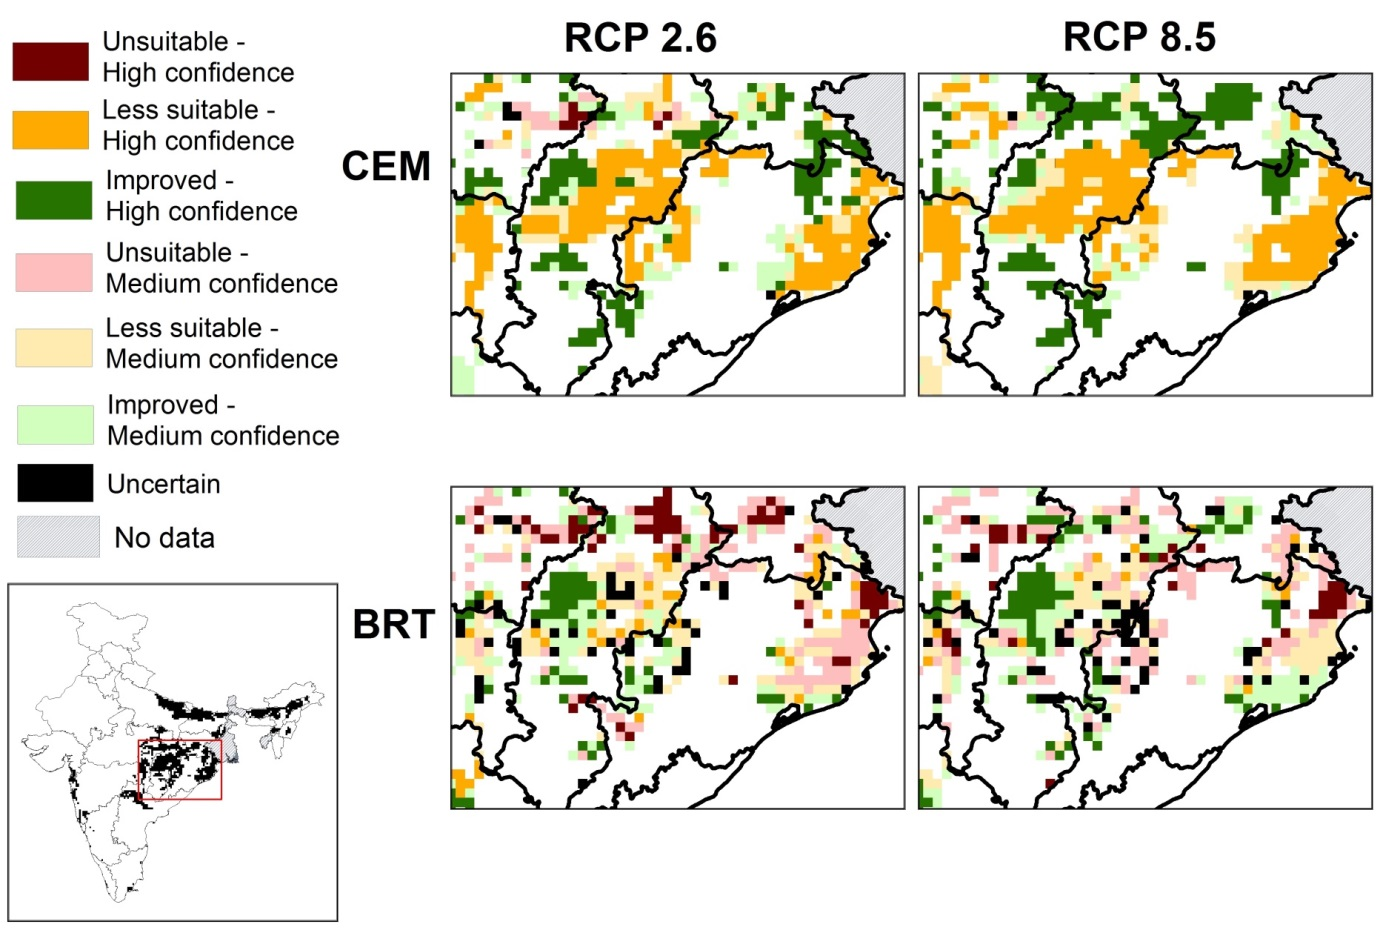 Unsuitable -
High confidence
Less suitable -
High confidence
Improved -
High confidence
Unsuitable -
Medium confidence
Less suitable -
Medium confidence
Improved -
Medium confidence
Uncertain
No data
RCP 2.6
RCP 8.5
CEM
BRT